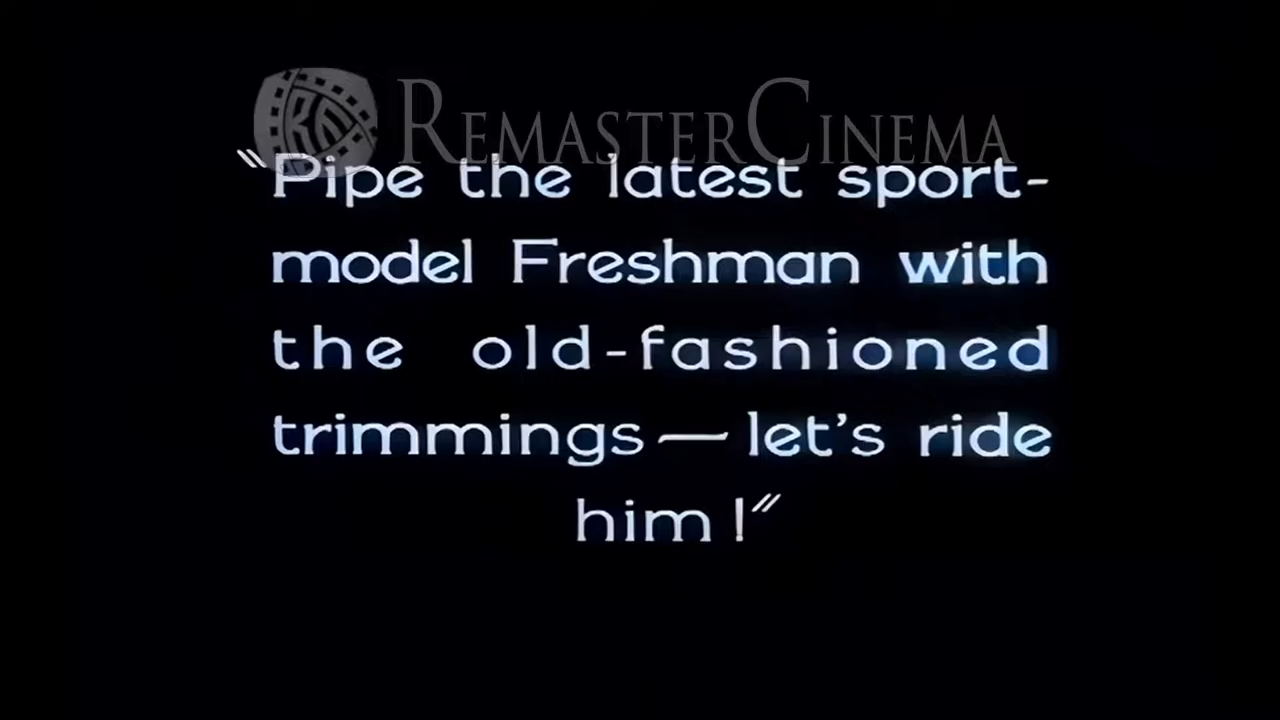 REMASTERCINEMA
“Pipe the latest sport-
model Freshman with
the old-fashioned
trimmings — let’s ride
him!”